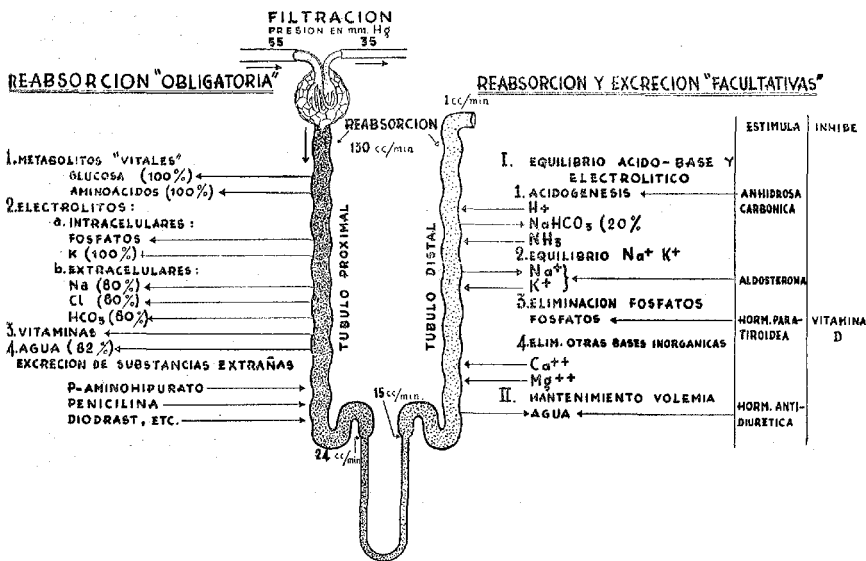 FILTRACION
PRESION EN mm. Hg
55 35
REABSORCION "OBLIGATORIA"
REABSORCION Y EXCRECION "FACULTATIVAS"
1 cc/min.
REABSORCION
130 cc/min
ESTIMULA INHIBE
1. METABOLITOS "VITALES"
GLUCOSA (100%)
AMINOACIDOS (100%)
2. ELECTROLITOS:
a. INTRACELULARES:
FOSFATOS
K (100%)
b. EXTRACELULARES:
Na (80%)
Cl (80%)
HCO3 (80%)
3. VITAMINAS
4. AGUA (82%)
EXCRECION DE SUBSTANCIAS EXTRAÑAS
P-AMINOHIPURATO
PENICILINA
DIODRAST, ETC.
TUBULO PROXIMAL
TUBULO DISTAL
24 cc/min
15 cc/min.
I. EQUILIBRIO ACIDO-BASE Y
ELECTROLITICO
1. ACIDOGENESIS
ANHIDROSA
CARBONICA
H+
NaHCO3 (20%
NH3
2. EQUILIBRIO Na+ K+
Na+
K+ }
ALDOSTERONA
3. ELIMINACION FOSFATOS
FOSFATOS
HORM. PARA-
TIROIDEA
VITAMINA
D
4. ELIM. OTRAS BASES INORGANICAS
Ca++
Mg++
II. MANTENIMIENTO VOLEMIA
AGUA
HORM. ANTI-
DIURETICA